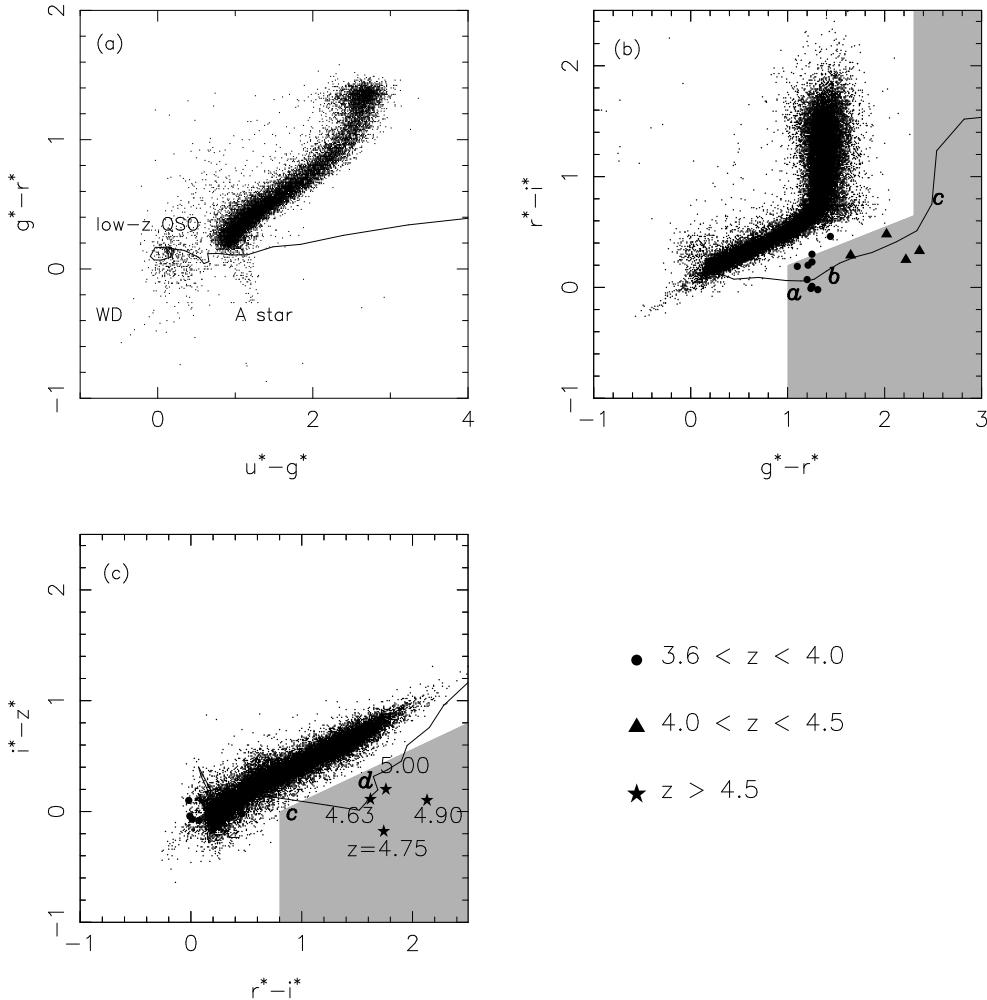 2
(a)
1
g*−r*
low−z QSO
0
WD
A star
−1
0
2
4
u*−g*
(b)
2
1
r*−i*
c
b
a
0
−1
−1
0
1
2
3
g*−r*
(c)
2
1
i*−z*
5.00
d
4.63
4.90
c
z=4.75
0
−1
−1
0
1
2
r*−i*
3.6 < z < 4.0
4.0 < z < 4.5
z > 4.5